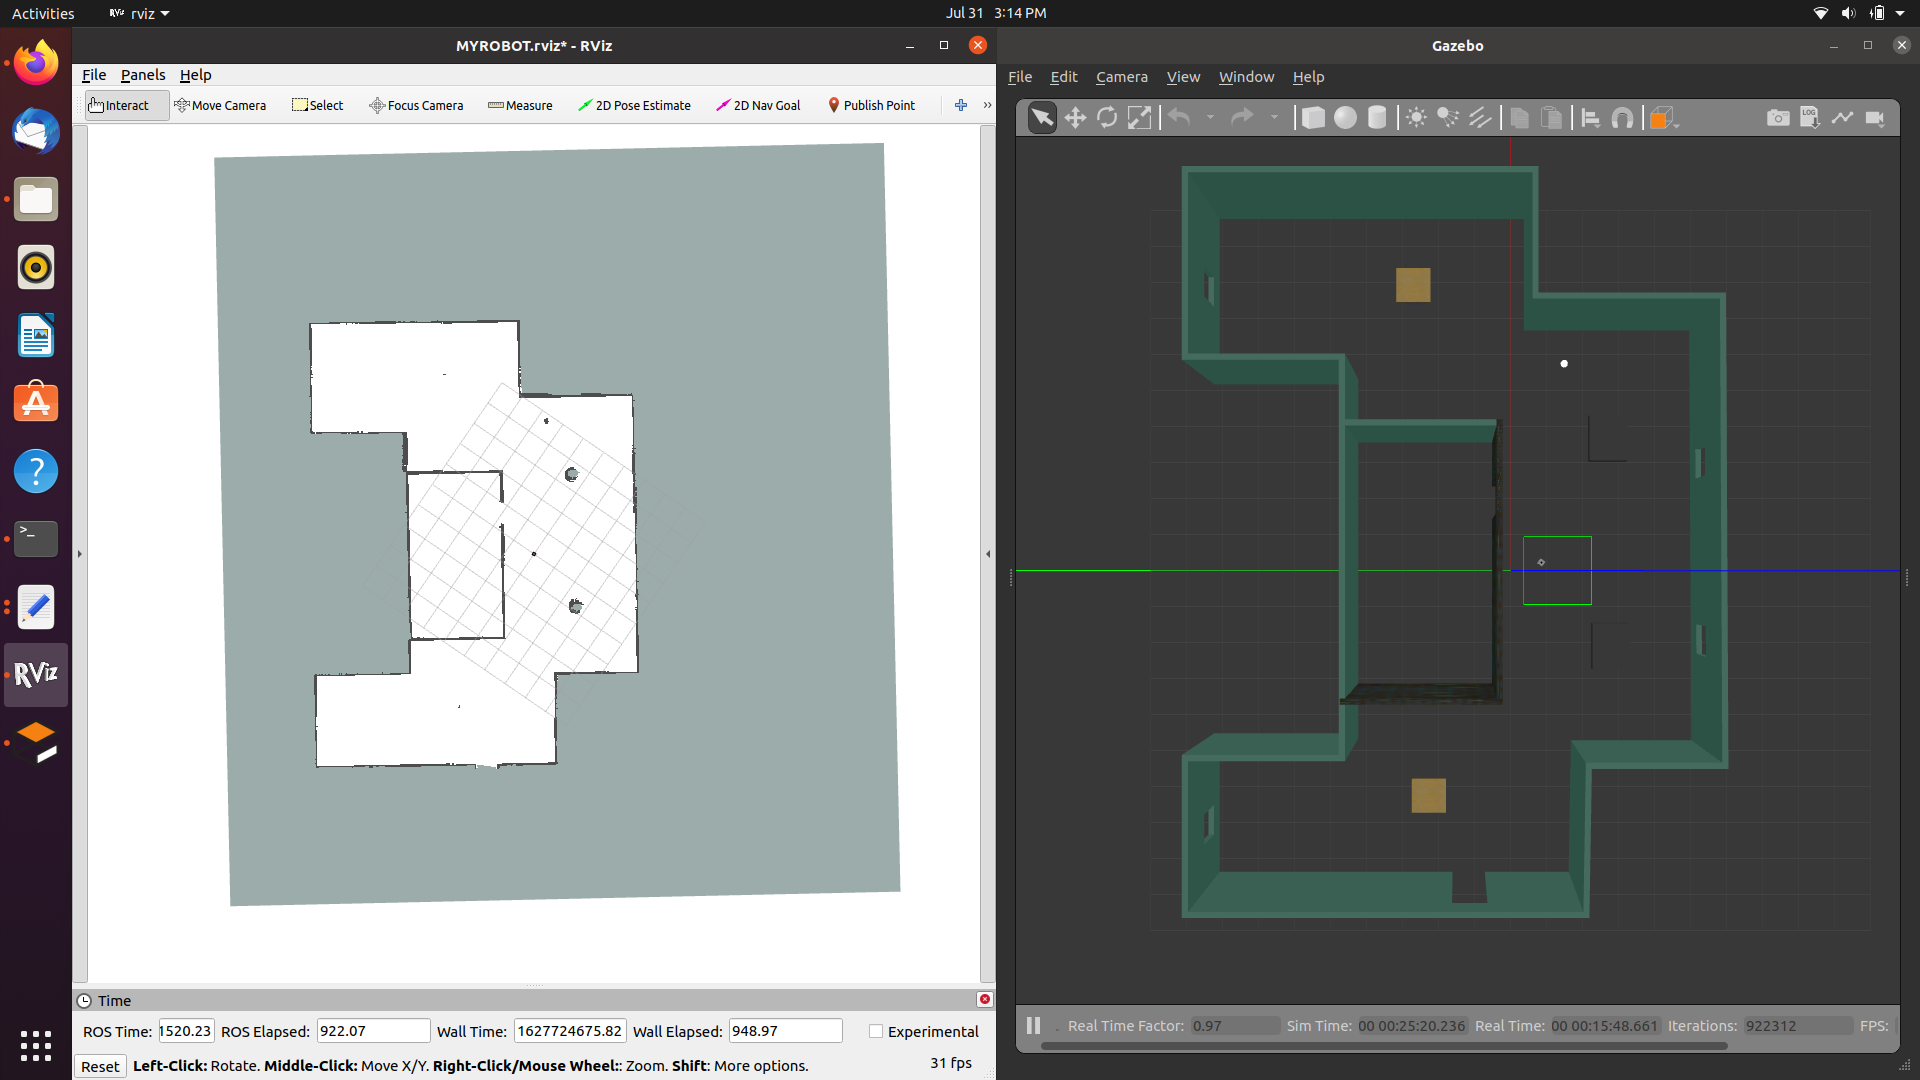 Activities
RViz rviz
Jul 31 3:14 PM
MYROBOT.rviz* - RViz
File Panels Help
Interact Move Camera Select Focus Camera Measure 2D Pose Estimate 2D Nav Goal Publish Point »
>_
?
RViz
Time
ROS Time: 1520.23 ROS Elapsed: 922.07 Wall Time: 1627724675.82 Wall Elapsed: 948.97 Experimental
Reset Left-Click: Rotate. Middle-Click: Move X/Y. Right-Click/Mouse Wheel:: Zoom. Shift: More options. 31 fps
Gazebo
File Edit Camera View Window Help
LOG
Real Time Factor: 0.97 Sim Time: 00 00:25:20.236 Real Time: 00 00:15:48.661 Iterations: 922312 FPS: